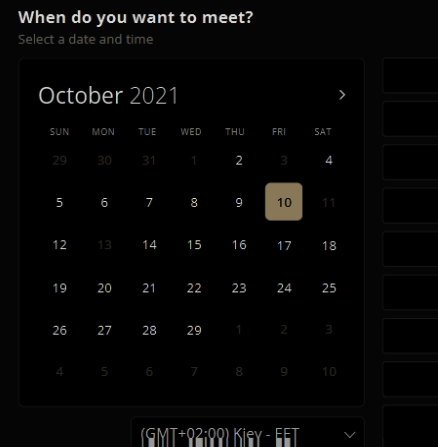 When do you want to meet?
Select a date and time
October 2021
SUN MON TUE WED THU FRI SAT
29 30 31 1 2 3 4
5 6 7 8 9 10 11
12 13 14 15 16 17 18
19 20 21 22 23 24 25
26 27 28 29 1 2 3
4 5 6 7 8 9 10
(GMT+02:00) Kiev - EET